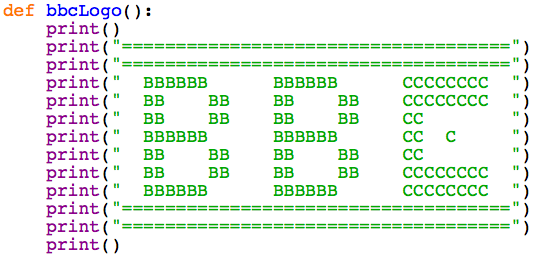 def bbcLogo():
    print()
    print("====================================")
    print("====================================")
    print("  BBBBBB      BBBBBB      CCCCCCCC  ")
    print("  BB    BB    BB    BB    CCCCCCCC  ")
    print("  BB    BB    BB    BB    CC        ")
    print("  BBBBBB      BBBBBB      CC  C     ")
    print("  BB    BB    BB    BB    CC        ")
    print("  BB    BB    BB    BB    CCCCCCCC  ")
    print("  BBBBBB      BBBBBB      CCCCCCCC  ")
    print("====================================")
    print("====================================")
    print()